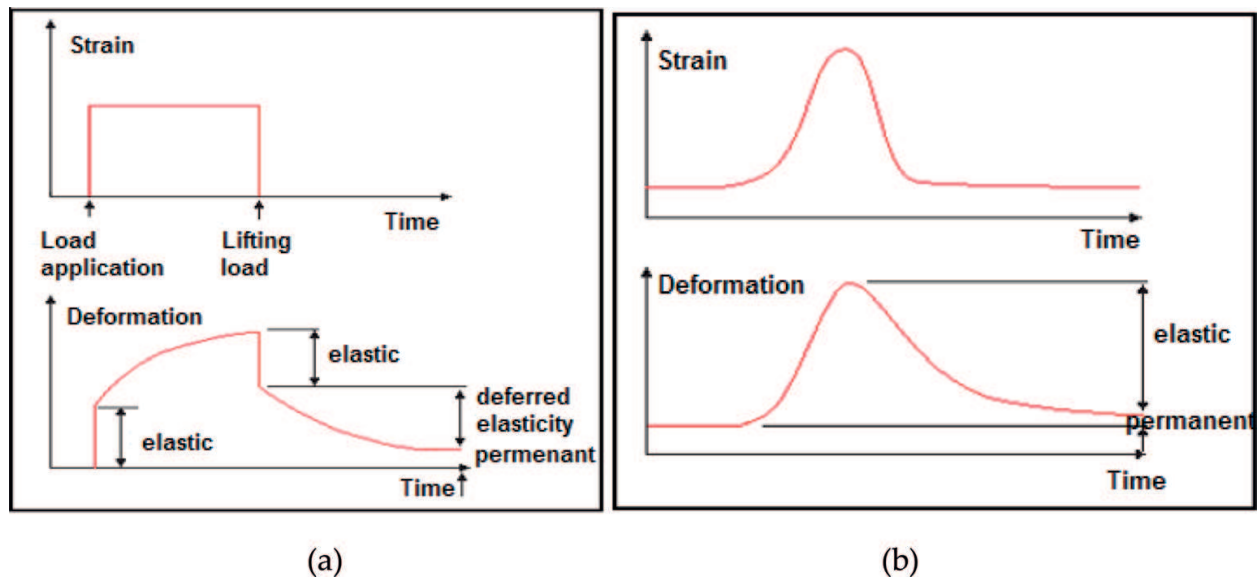 Strain
Time
Load
application
Lifting
load
Deformation
elastic
elastic
deferred
elasticity
permenant
Time
(a)
Strain
Time
Deformation
elastic
permanent
Time
(b)